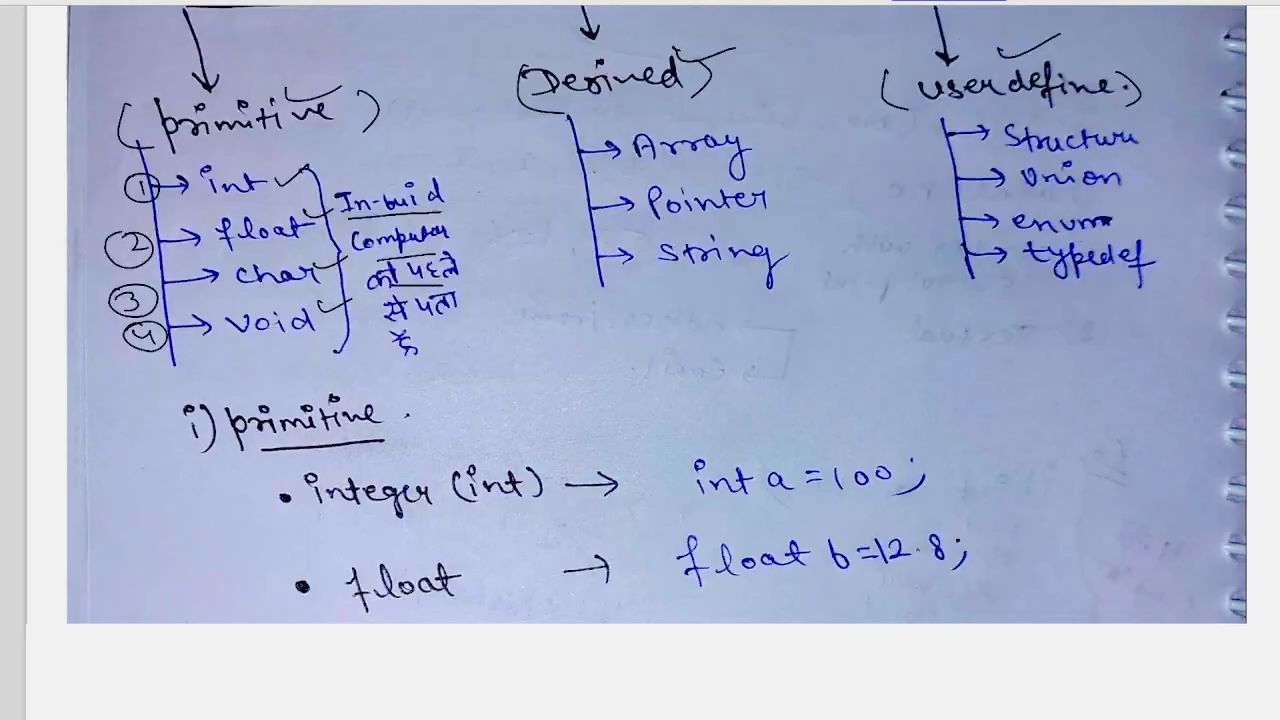 (primitive)
① → int
② → float
→ char
③
④ → void
In-buid
Computer
को पहले
से पता
है
(Derived)
→ Array
→ Pointer
→ String
(userdefine.)
→ Structure
→ Union
→ enum
→ typedef
i) primitive.
• integer (int) → int a = 100;
• float → float b = 12.8;